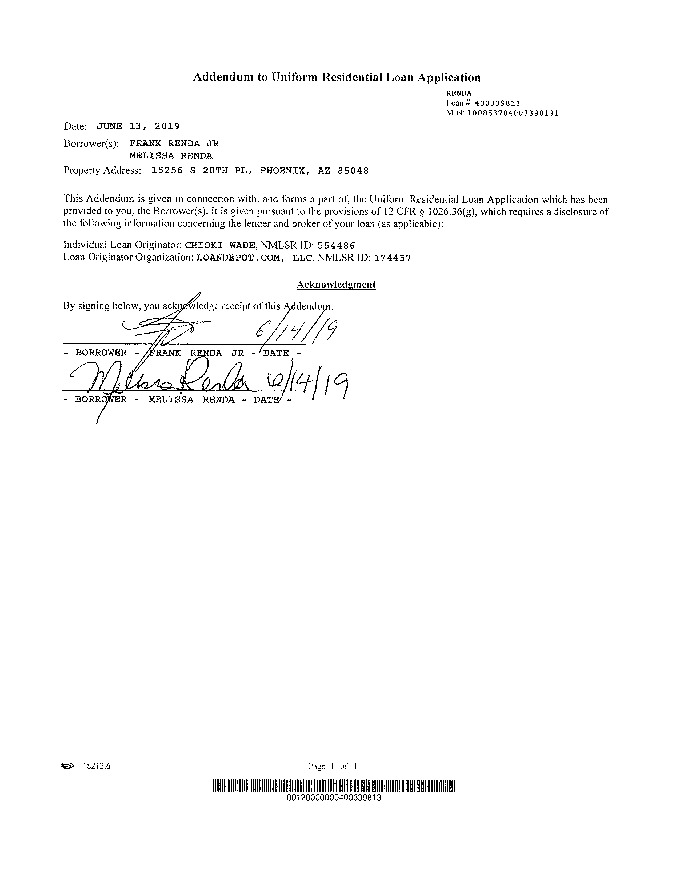 Addendum to Uniform Residential Loan Application
RENDA
Loan #: 400009813
MIN:
Date: JUNE 13, 2019
Borrower(s): FRANK RENDA JR
MELISSA RENDA
Property Address: 15256 S 20TH PL, PHOENIX, AZ 85048
This Addendum is given in connection with, and forms a part of, the Uniform Residential Loan Application which has been
provided to you, the Borrower(s). It is given pursuant to the provisions of 12 CFR § 1026.36(g), which requires a disclosure of
the following information concerning the lender and broker of your loan (as applicable):
Individual Loan Originator: CHIOKI WADE, NMLSR ID: 554486
Loan Originator Organization: LOANDEPOT.COM, LLC, NMLSR ID: 174457
Acknowledgment
By signing below, you acknowledge receipt of this Addendum.
6/14/19
- BORROWER - FRANK RENDA JR - DATE -
Melissa Renda 6/14/19
- BORROWER - MELISSA RENDA - DATE -
Page 1 of 1